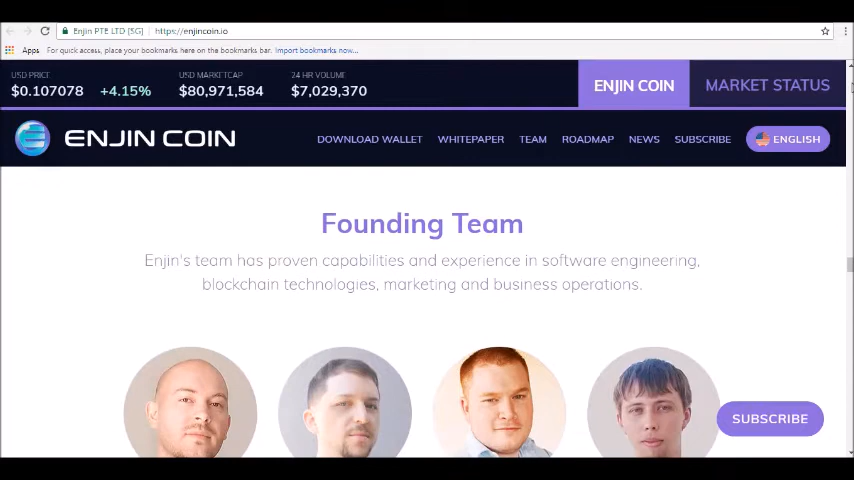 Enjin PTE LTD [SG] https://enjincoin.io
Apps For quick access, place your bookmarks here on the bookmarks bar. Import bookmarks now...
USD PRICE USD MARKETCAP 24 HR VOLUME
$0.107078 +4.15% $80,971,584 $7,029,370
ENJIN COIN MARKET STATUS
ENJIN COIN DOWNLOAD WALLET WHITEPAPER TEAM ROADMAP NEWS SUBSCRIBE ENGLISH
Founding Team
Enjin's team has proven capabilities and experience in software engineering,
blockchain technologies, marketing and business operations.
SUBSCRIBE